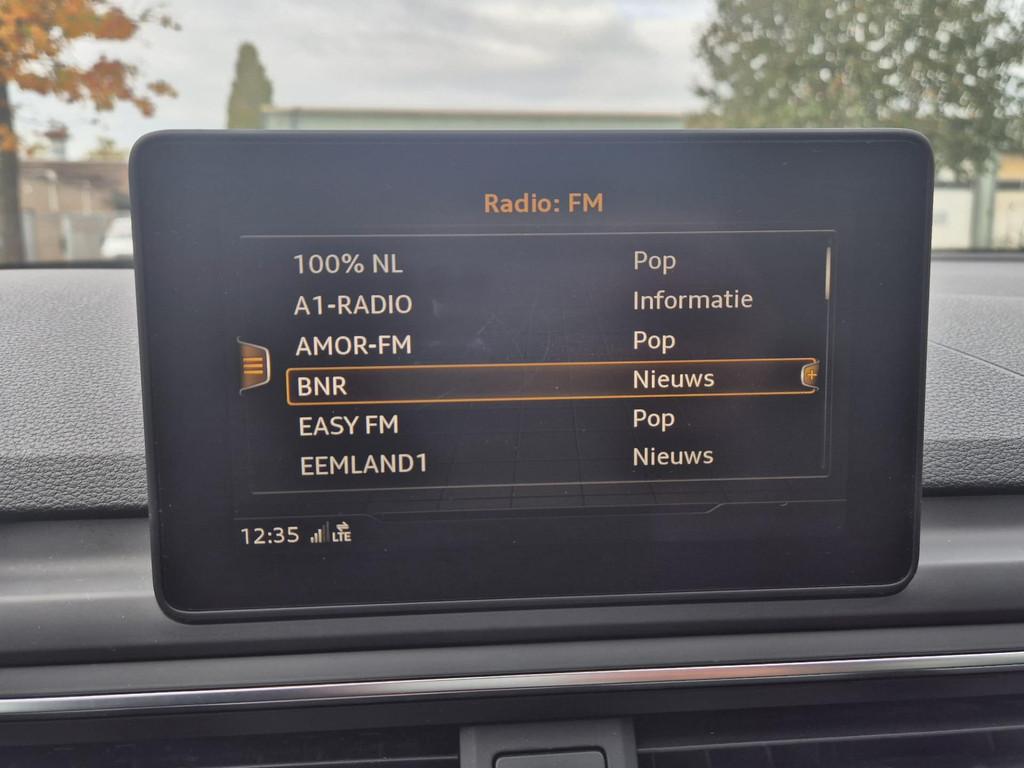 Radio: FM
100% NL Pop
A1-RADIO Informatie
AMOR-FM Pop
BNR Nieuws
EASY FM Pop
EEMLAND1 Nieuws
12:35 LTE